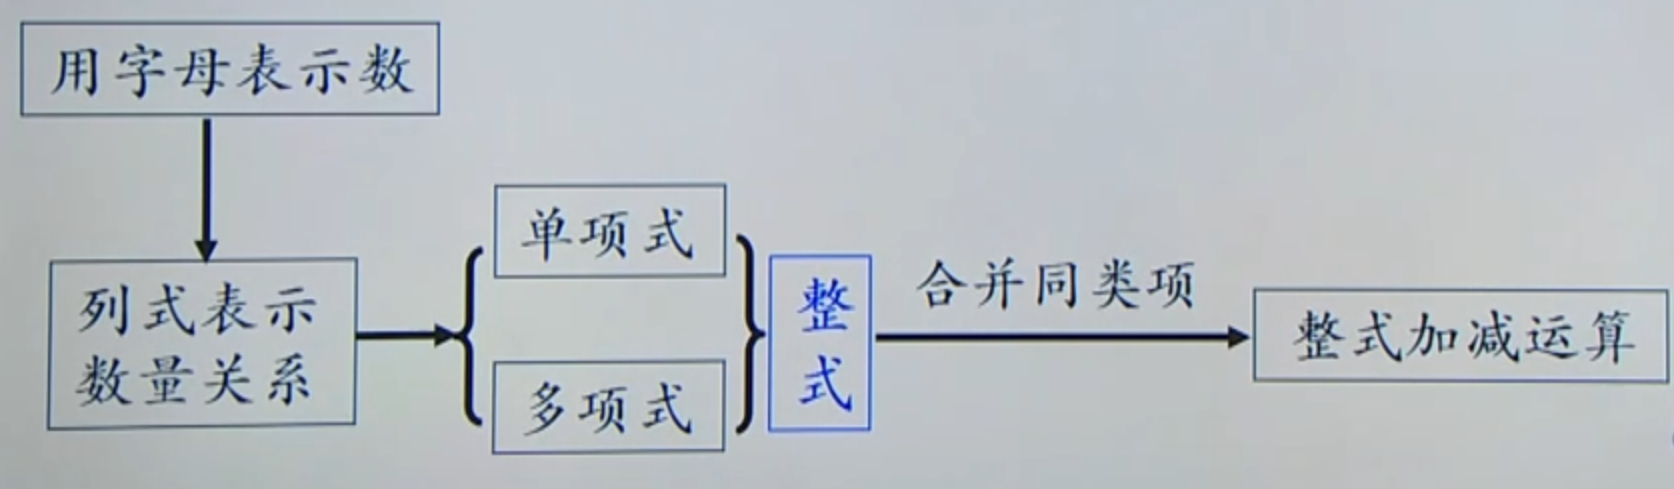 用字母表示数
列式表示
数量关系
单项式
多项式
整
式
合并同类项
整式加减运算